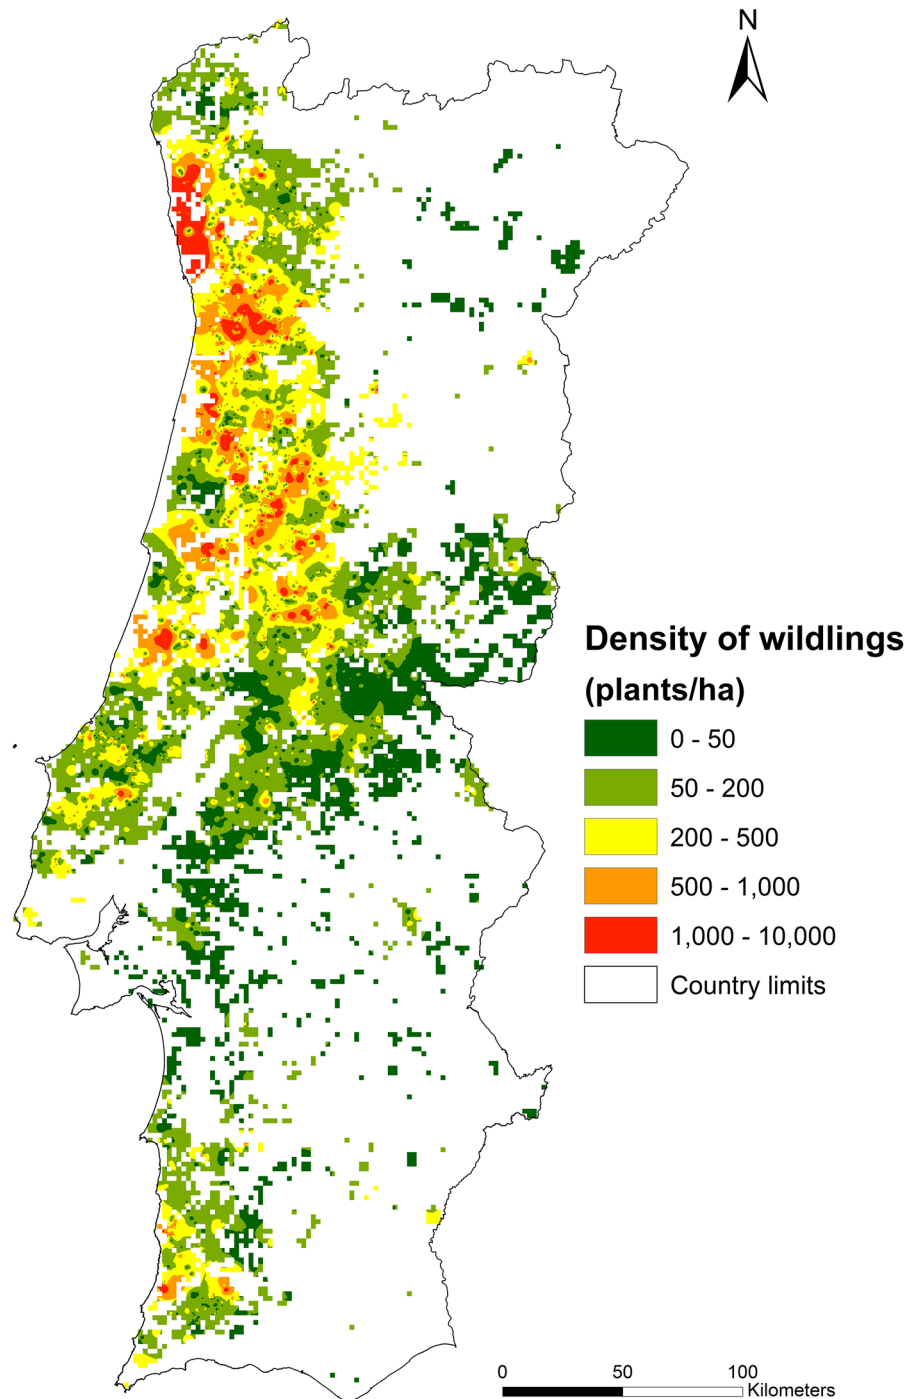 N
Density of wildlings
(plants/ha)
0 - 50
50 - 200
200 - 500
500 - 1,000
1,000 - 10,000
Country limits
0 50 100
Kilometers